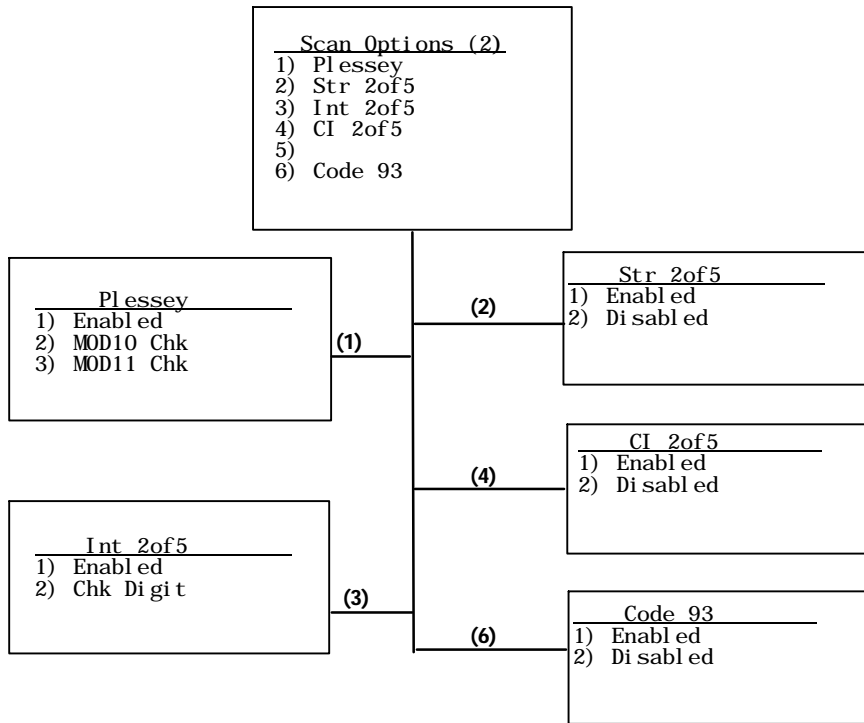 Scan Options (2)
1) Plessey
2) Str 2of5
3) Int 2of5
4) CI 2of5
5)
6) Code 93
Plessey
1) Enabled
2) MOD10 Chk
3) MOD11 Chk
(1)
(2)
Str 2of5
1) Enabled
2) Disabled
(4)
CI 2of5
1) Enabled
2) Disabled
Int 2of5
1) Enabled
2) Chk Digit
(3)
(6)
Code 93
1) Enabled
2) Disabled